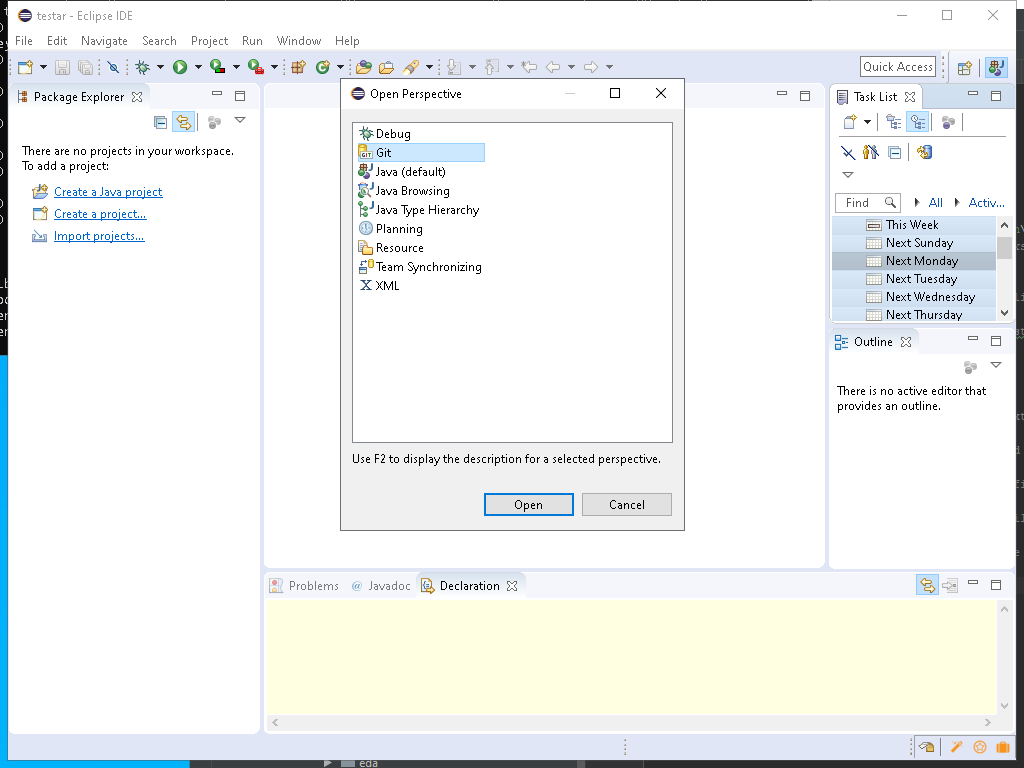 testar - Eclipse IDE
File Edit Navigate Search Project Run Window Help
Quick Access
Package Explorer
There are no projects in your workspace.
To add a project:
Create a Java project
Create a project...
Import projects...
Open Perspective
Debug
GIT Git
Java (default)
Java Browsing
Java Type Hierarchy
Planning
Resource
Team Synchronizing
XML
Use F2 to display the description for a selected perspective.
Open Cancel
Task List
Find All Activ...
This Week
Next Sunday
Next Monday
Next Tuesday
Next Wednesday
Next Thursday
Outline
There is no active editor that
provides an outline.
Problems @ Javadoc Declaration
eda